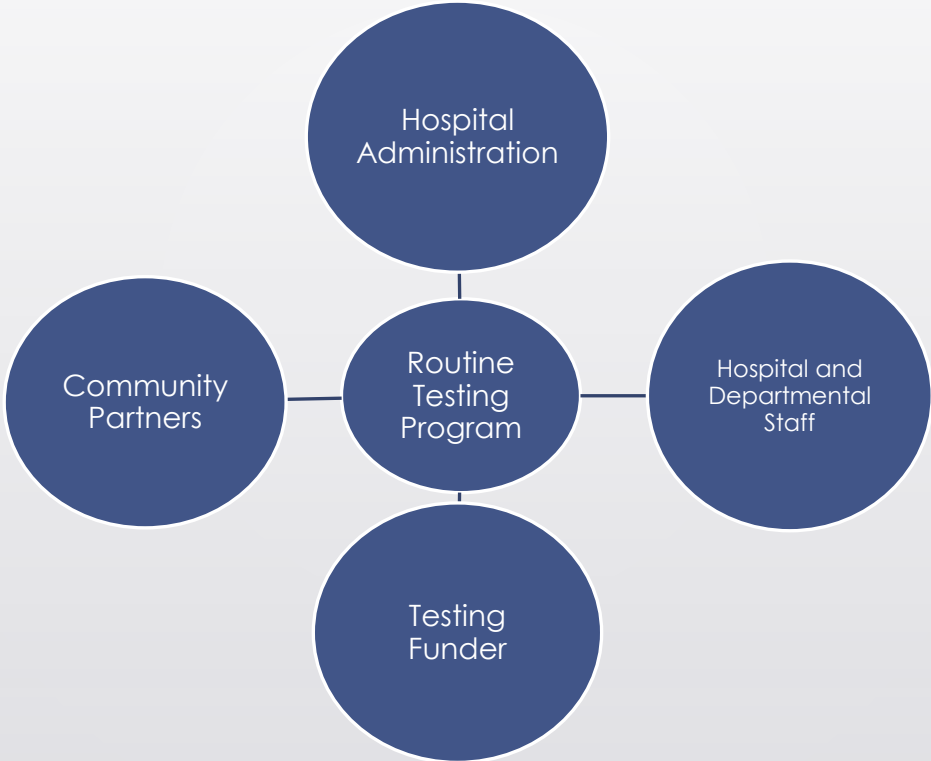 Hospital
Administration
Community
Partners
Routine
Testing
Program
Hospital and
Departmental
Staff
Testing
Funder